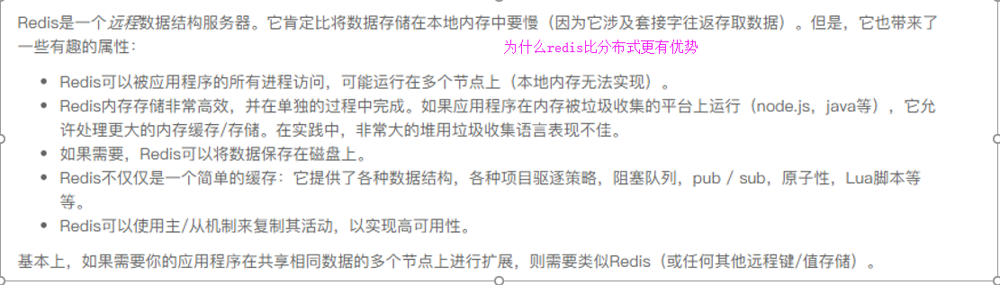 Redis是一个远程数据结构服务器。它肯定比将数据存储在本地内存中要慢（因为它涉及套接字往返存取数据）。但是，它也带来了
一些有趣的属性：
为什么redis比分布式更有优势
• Redis可以被应用程序的所有进程访问，可能运行在多个节点上（本地内存无法实现）。
• Redis内存存储非常高效，并在单独的过程中完成。如果应用程序在内存被垃圾收集的平台上运行（node.js，java等），它允
许处理更大的内存缓存/存储。在实践中，非常大的堆用垃圾收集语言表现不佳。
• 如果需要，Redis可以将数据保存在磁盘上。
• Redis不仅仅是一个简单的缓存：它提供了各种数据结构，各种项目驱逐策略，阻塞队列，pub / sub，原子性，Lua脚本等
等。
• Redis可以使用主/从机制来复制其活动，以实现高可用性。
基本上，如果需要你的应用程序在共享相同数据的多个节点上进行扩展，则需要类似Redis（或任何其他远程键/值存储）。